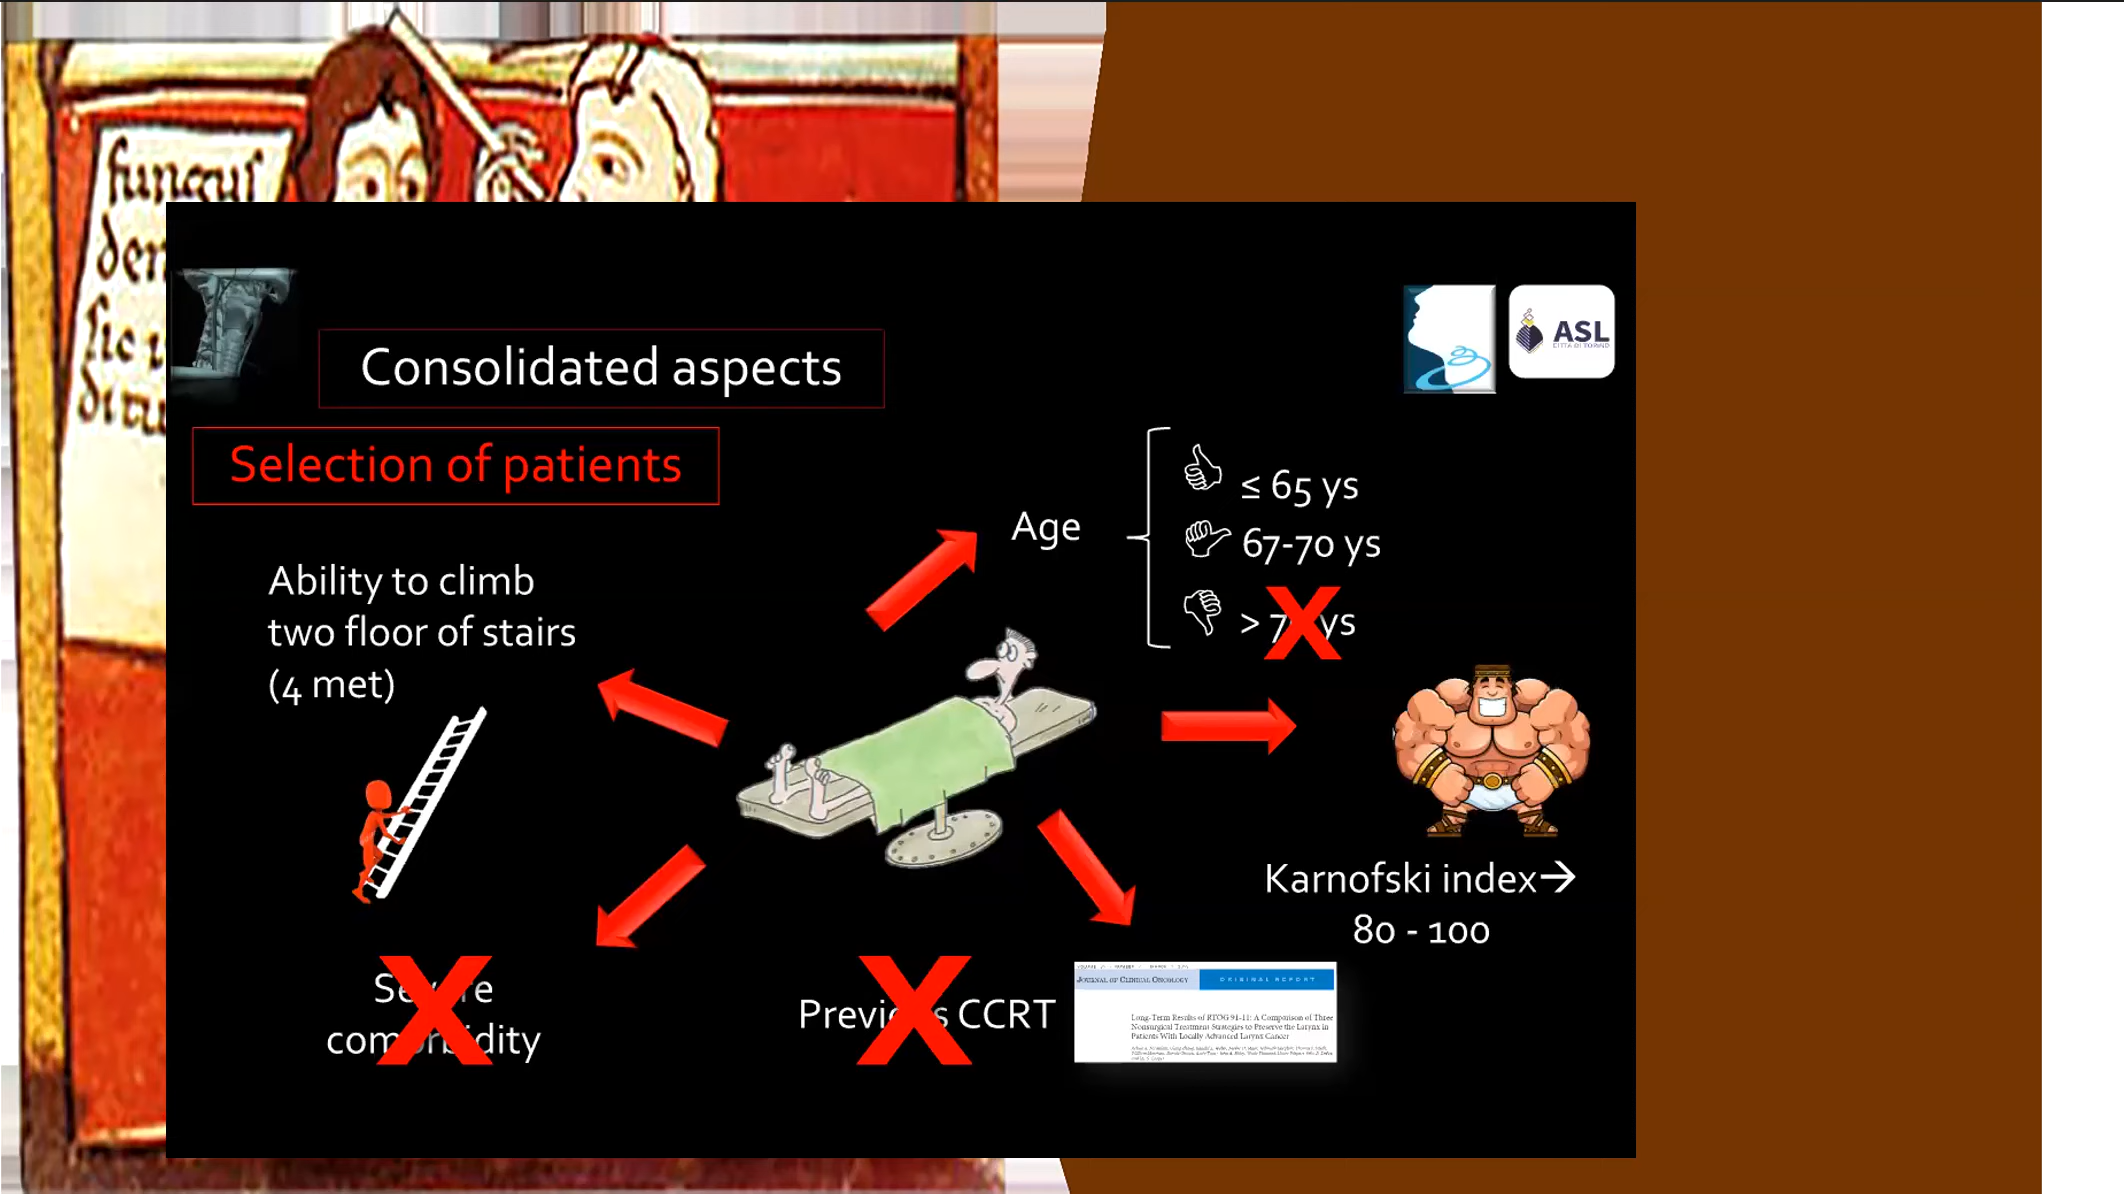 fungus
Consolidated aspects
ASL
CITTÀ DI TORINO
Selection of patients
Age
≤ 65 ys
67-70 ys
> ys
Ability to climb
two floor of stairs
(4 met)
Karnofski index→
80 - 100
Severe
comorbidity
Previous CCRT
JOURNAL OF CLINICAL ONCOLOGY
ORIGINAL REPORT
Long-Term Results of RTOG 91-11: A Comparison of Three
Nonsurgical Treatment Strategies to Preserve the Larynx in
Patients With Locally Advanced Larynx Cancer